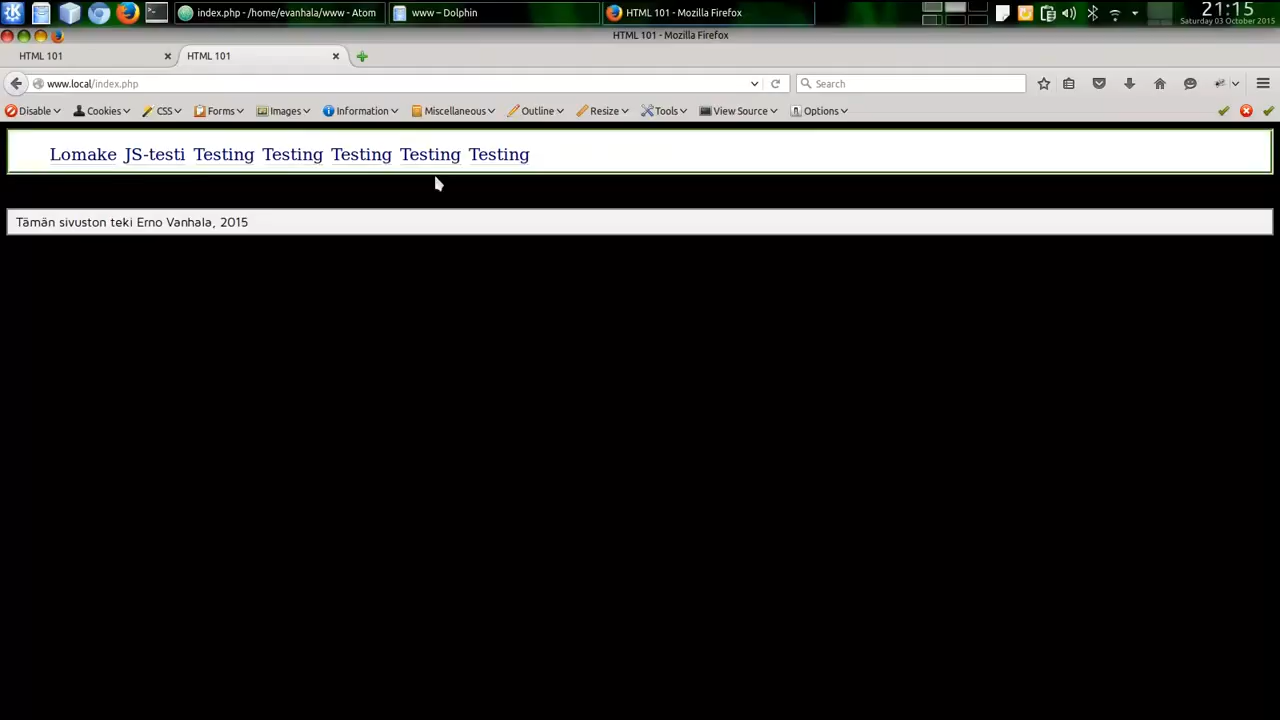 index.php - /home/evanhala/www - Atom
www – Dolphin
HTML 101 - Mozilla Firefox
21:15
Saturday 03 October 2015
HTML 101 - Mozilla Firefox
HTML 101
HTML 101
www.local/index.php
Search
Disable Cookies CSS Forms Images Information Miscellaneous Outline Resize Tools View Source Options
Lomake JS-testi Testing Testing Testing Testing Testing
Tämän sivuston teki Erno Vanhala, 2015